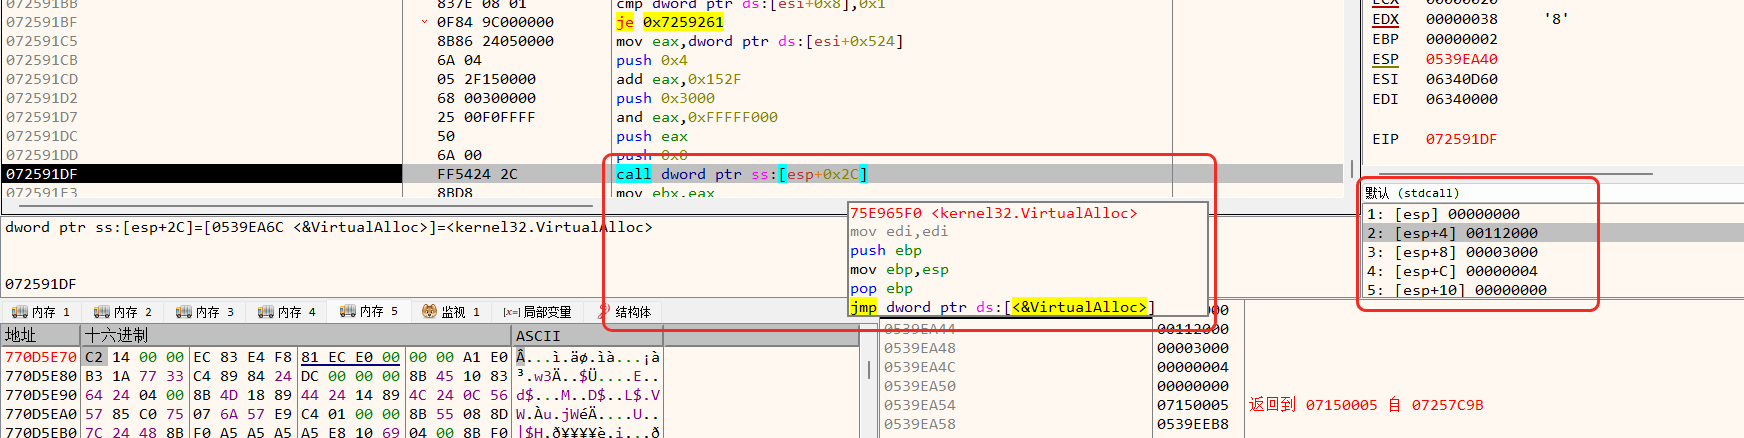 072591BB 837E 08 01 cmp dword ptr ds:[esi+0x8],0x1
072591BF 0F84 9C000000 je 0x7259261
072591C5 8B86 24050000 mov eax,dword ptr ds:[esi+0x524]
072591CB 6A 04 push 0x4
072591CD 05 2F150000 add eax,0x152F
072591D2 68 00300000 push 0x3000
072591D7 25 00F0FFFF and eax,0xFFFFF000
072591DC 50 push eax
072591DD 6A 00 push 0x0
072591DF FF5424 2C call dword ptr ss:[esp+0x2C]
072591E3 8BD8 mov ebx,eax
ECX 00000020
EDX 00000038 '8'
EBP 00000002
ESP 0539EA40
ESI 06340D60
EDI 06340000
EIP 072591DF
默认 (stdcall)
1: [esp] 00000000
2: [esp+4] 00112000
3: [esp+8] 00003000
4: [esp+C] 00000004
5: [esp+10] 00000000
dword ptr ss:[esp+2C]=[0539EA6C <&VirtualAlloc>]=<kernel32.VirtualAlloc>
072591DF
75E965F0 <kernel32.VirtualAlloc>
mov edi,edi
push ebp
mov ebp,esp
pop ebp
jmp dword ptr ds:[<&VirtualAlloc>]
内存 1 内存 2 内存 3 内存 4 内存 5 监视 1 [x=] 局部变量 结构体
地址 十六进制 ASCII
770D5E70 C2 14 00 00 EC 83 E4 F8 81 EC E0 00 00 00 A1 E0 Â...ì.äø.ìà...¡à
770D5E80 B3 1A 77 33 C4 89 84 24 DC 00 00 00 8B 45 10 83 ³.w3Ä..$Ü....E..
770D5E90 64 24 04 00 8B 4D 18 89 44 24 14 89 4C 24 0C 56 d$...M..D$..L$.V
770D5EA0 57 85 C0 75 07 6A 57 E9 C4 01 00 00 8B 55 08 8D W.Àu.jWéÄ....U..
770D5EB0 7C 24 48 8B F0 A5 A5 A5 A5 E8 10 69 04 00 8B F0 |$H.ð¥¥¥¥è.i...ð
0539EA44 00112000
0539EA48 00003000
0539EA4C 00000004
0539EA50 00000000
0539EA54 07150005 返回到 07150005 自 07257C9B
0539EA58 0539EEB8